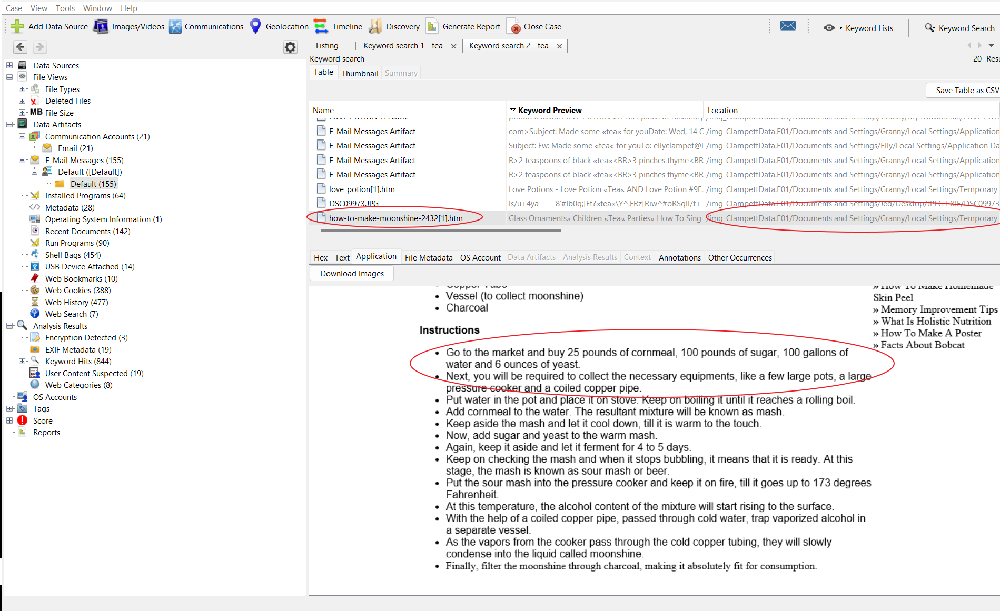 Case View Tools Window Help
Add Data Source Images/Videos Communications Geolocation Timeline Discovery Generate Report Close Case Keyword Lists Keyword Search
Listing Keyword search 1 - tea Keyword search 2 - tea
Keyword search 20
Table Thumbnail Summary
Save Table as CSV
Name Keyword Preview Location
E-Mail Messages Artifact com>Subject: Made some «tea« for youDate: Wed, 14 C /img_ClampettData.E01/Documents and Settings/Granny/Local Settings/Application
E-Mail Messages Artifact Subject: Fw: Made some «tea« for youTo: ellyclampet@l /img_ClampettData.E01/Documents and Settings/Elly/Local Settings/Application Da
E-Mail Messages Artifact R>2 teaspoons of black «tea«<BR>3 pinches thyme<BR /img_ClampettData.E01/Documents and Settings/Granny/Local Settings/Application
E-Mail Messages Artifact R>2 teaspoons of black «tea«<BR>3 pinches thyme<BR /img_ClampettData.E01/Documents and Settings/Granny/Local Settings/Application
love_potion[1].htm Love Potions - Love Potion «Tea« AND Love Potion #9F. /img_ClampettData.E01/Documents and Settings/Granny/Local Settings/Temporary
DSC09973.JPG /img_ClampettData.E01/Documents and Settings/Jed/Desktop/JPEG EXIF/DSC09973
how-to-make-moonshine-2432[1].htm Glass Ornaments» Children «Tea« Parties» How To Sing /img_ClampettData.E01/Documents and Settings/Granny/Local Settings/Temporary
Data Sources
File Views
File Types
Deleted Files
MB File Size
Data Artifacts
Communication Accounts (21)
Email (21)
E-Mail Messages (155)
Default ([Default])
Default (155)
Installed Programs (64)
Metadata (28)
Operating System Information (1)
Recent Documents (142)
Run Programs (90)
Shell Bags (454)
USB Device Attached (14)
Web Bookmarks (10)
Web Cookies (388)
Web History (477)
Web Search (7)
Analysis Results
Encryption Detected (3)
EXIF Metadata (19)
Keyword Hits (844)
User Content Suspected (19)
Web Categories (8)
OS Accounts
Tags
Score
Reports
Hex Text Application File Metadata OS Account Data Artifacts Analysis Results Context Annotations Other Occurrences
Download Images
Copper Tube
Vessel (to collect moonshine)
Charcoal
Instructions
Go to the market and buy 25 pounds of cornmeal, 100 pounds of sugar, 100 gallons of
water and 6 ounces of yeast.
Next, you will be required to collect the necessary equipments, like a few large pots, a large
pressure cooker and a coiled copper pipe.
Put water in the pot and place it on stove. Keep on boiling it until it reaches a rolling boil.
Add cornmeal to the water. The resultant mixture will be known as mash.
Keep aside the mash and let it cool down, till it is warm to the touch.
Now, add sugar and yeast to the warm mash.
Again, keep it aside and let it ferment for 4 to 5 days.
Keep on checking the mash and when it stops bubbling, it means that it is ready. At this
stage, the mash is known as sour mash or beer.
Put the sour mash into the pressure cooker and keep it on fire, till it goes up to 173 degrees
Fahrenheit.
At this temperature, the alcohol content of the mixture will start rising to the surface.
With the help of a coiled copper pipe, passed through cold water, trap vaporized alcohol in
a separate vessel.
As the vapors from the cooker pass through the cold copper tubing, they will slowly
condense into the liquid called moonshine.
Finally, filter the moonshine through charcoal, making it absolutely fit for consumption.
» How To Make Homemade
Skin Peel
» Memory Improvement Tips
» What Is Holistic Nutrition
» How To Make A Poster
» Facts About Bobcat